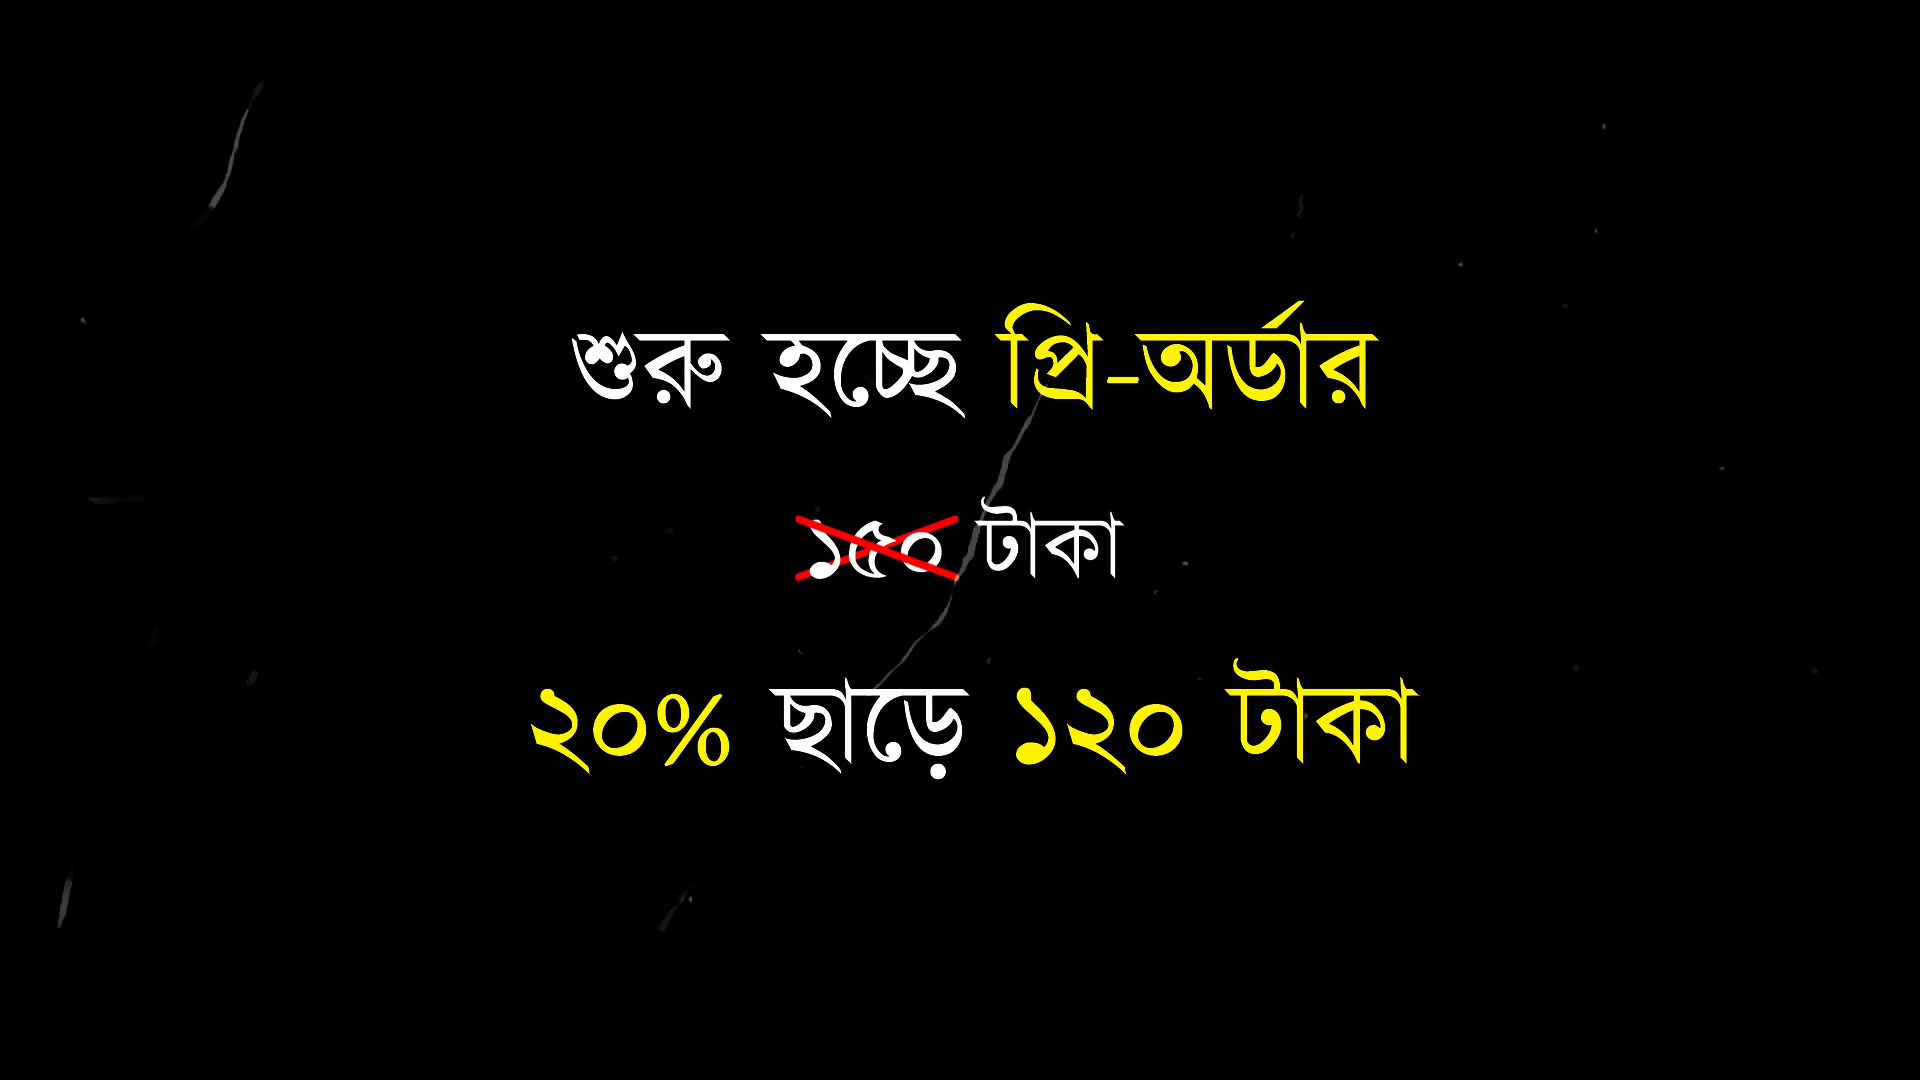 শুরু হচ্ছে প্রি-অর্ডার
১৫০ টাকা
২০% ছাড়ে ১২০ টাকা